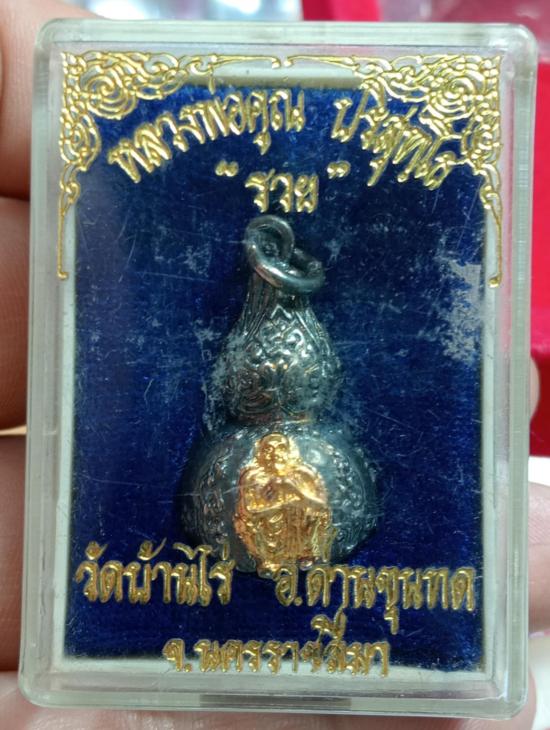 หลวงพ่อคูณ ปริสุทโธ
"รวย"
วัดบ้านไร่ อ.ด่านขุนทด
จ.นครราชสีมา